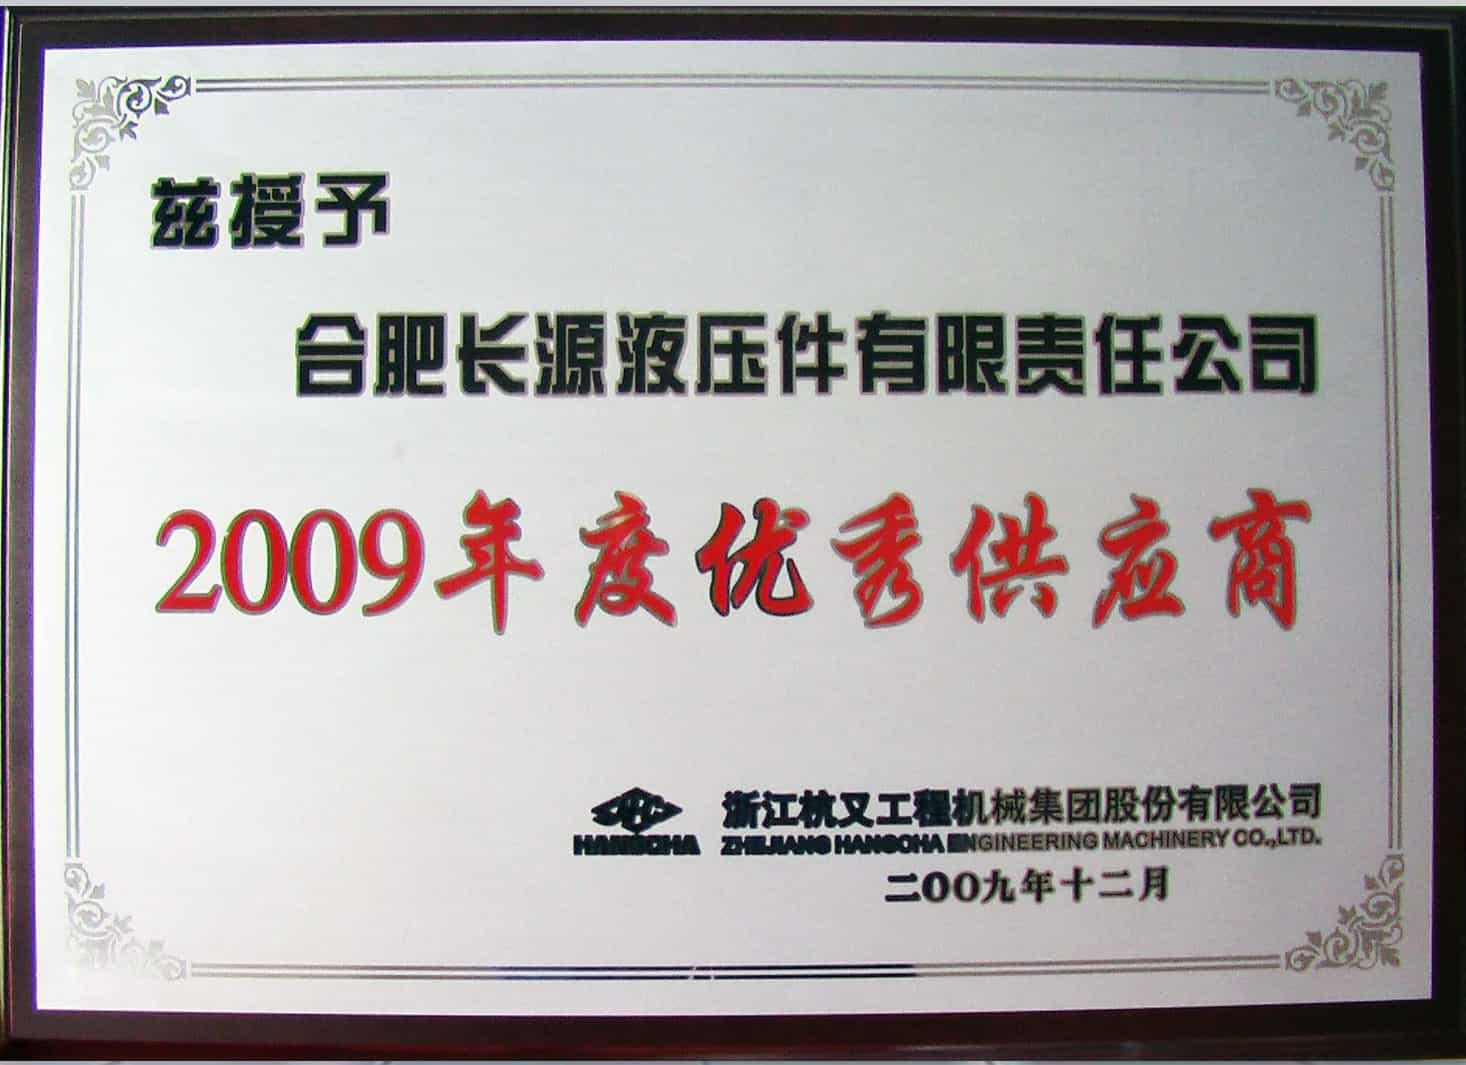 兹授予
合肥长源液压件有限责任公司
2009年度优秀供应商
HANGCHA
浙江杭叉工程机械集团股份有限公司
ZHEJIANG HANGCHA ENGINEERING MACHINERY CO.,LTD.
二00九年十二月